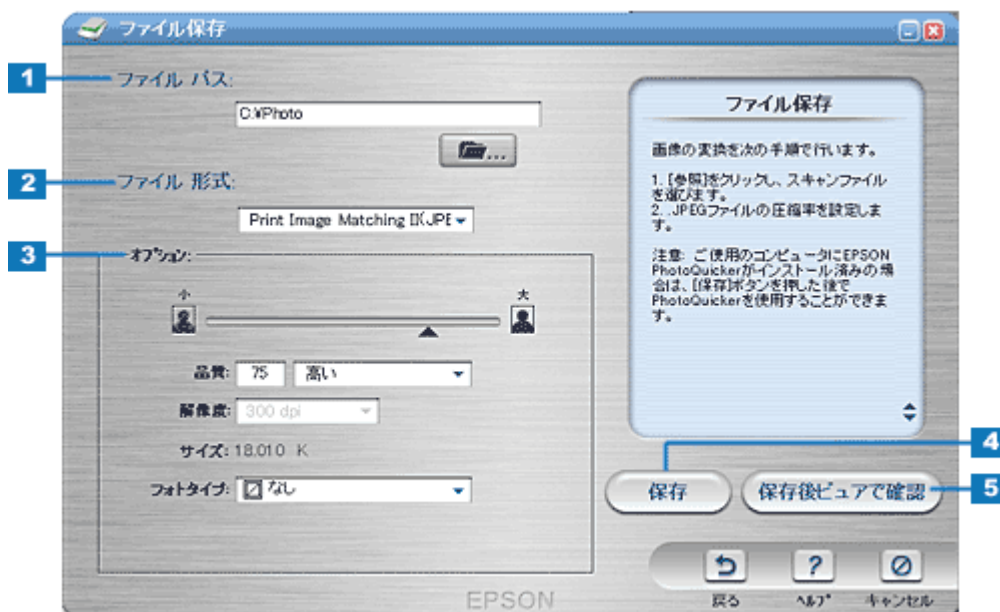 ファイル保存
1
ファイル パス:
C:¥Photo
...
2
ファイル 形式:
Print Image Matching II(JPE
3
オプション:
小
大
品質: 75 高い
解像度: 300 dpi
サイズ: 18.010 K
フォトタイプ: なし
ファイル保存
画像の変換を次の手順で行います。
1. [参照]をクリックし、スキャンファイル
を選びます。
2. .JPEGファイルの圧縮率を設定しま
す。
注意: ご使用のコンピュータにEPSON
PhotoQuickerがインストール済みの場
合は、[保存]ボタンを押した後で
PhotoQuickerを使用することができま
す。
4
保存
保存後ビュアで確認
5
戻る
ヘルプ
キャンセル
EPSON